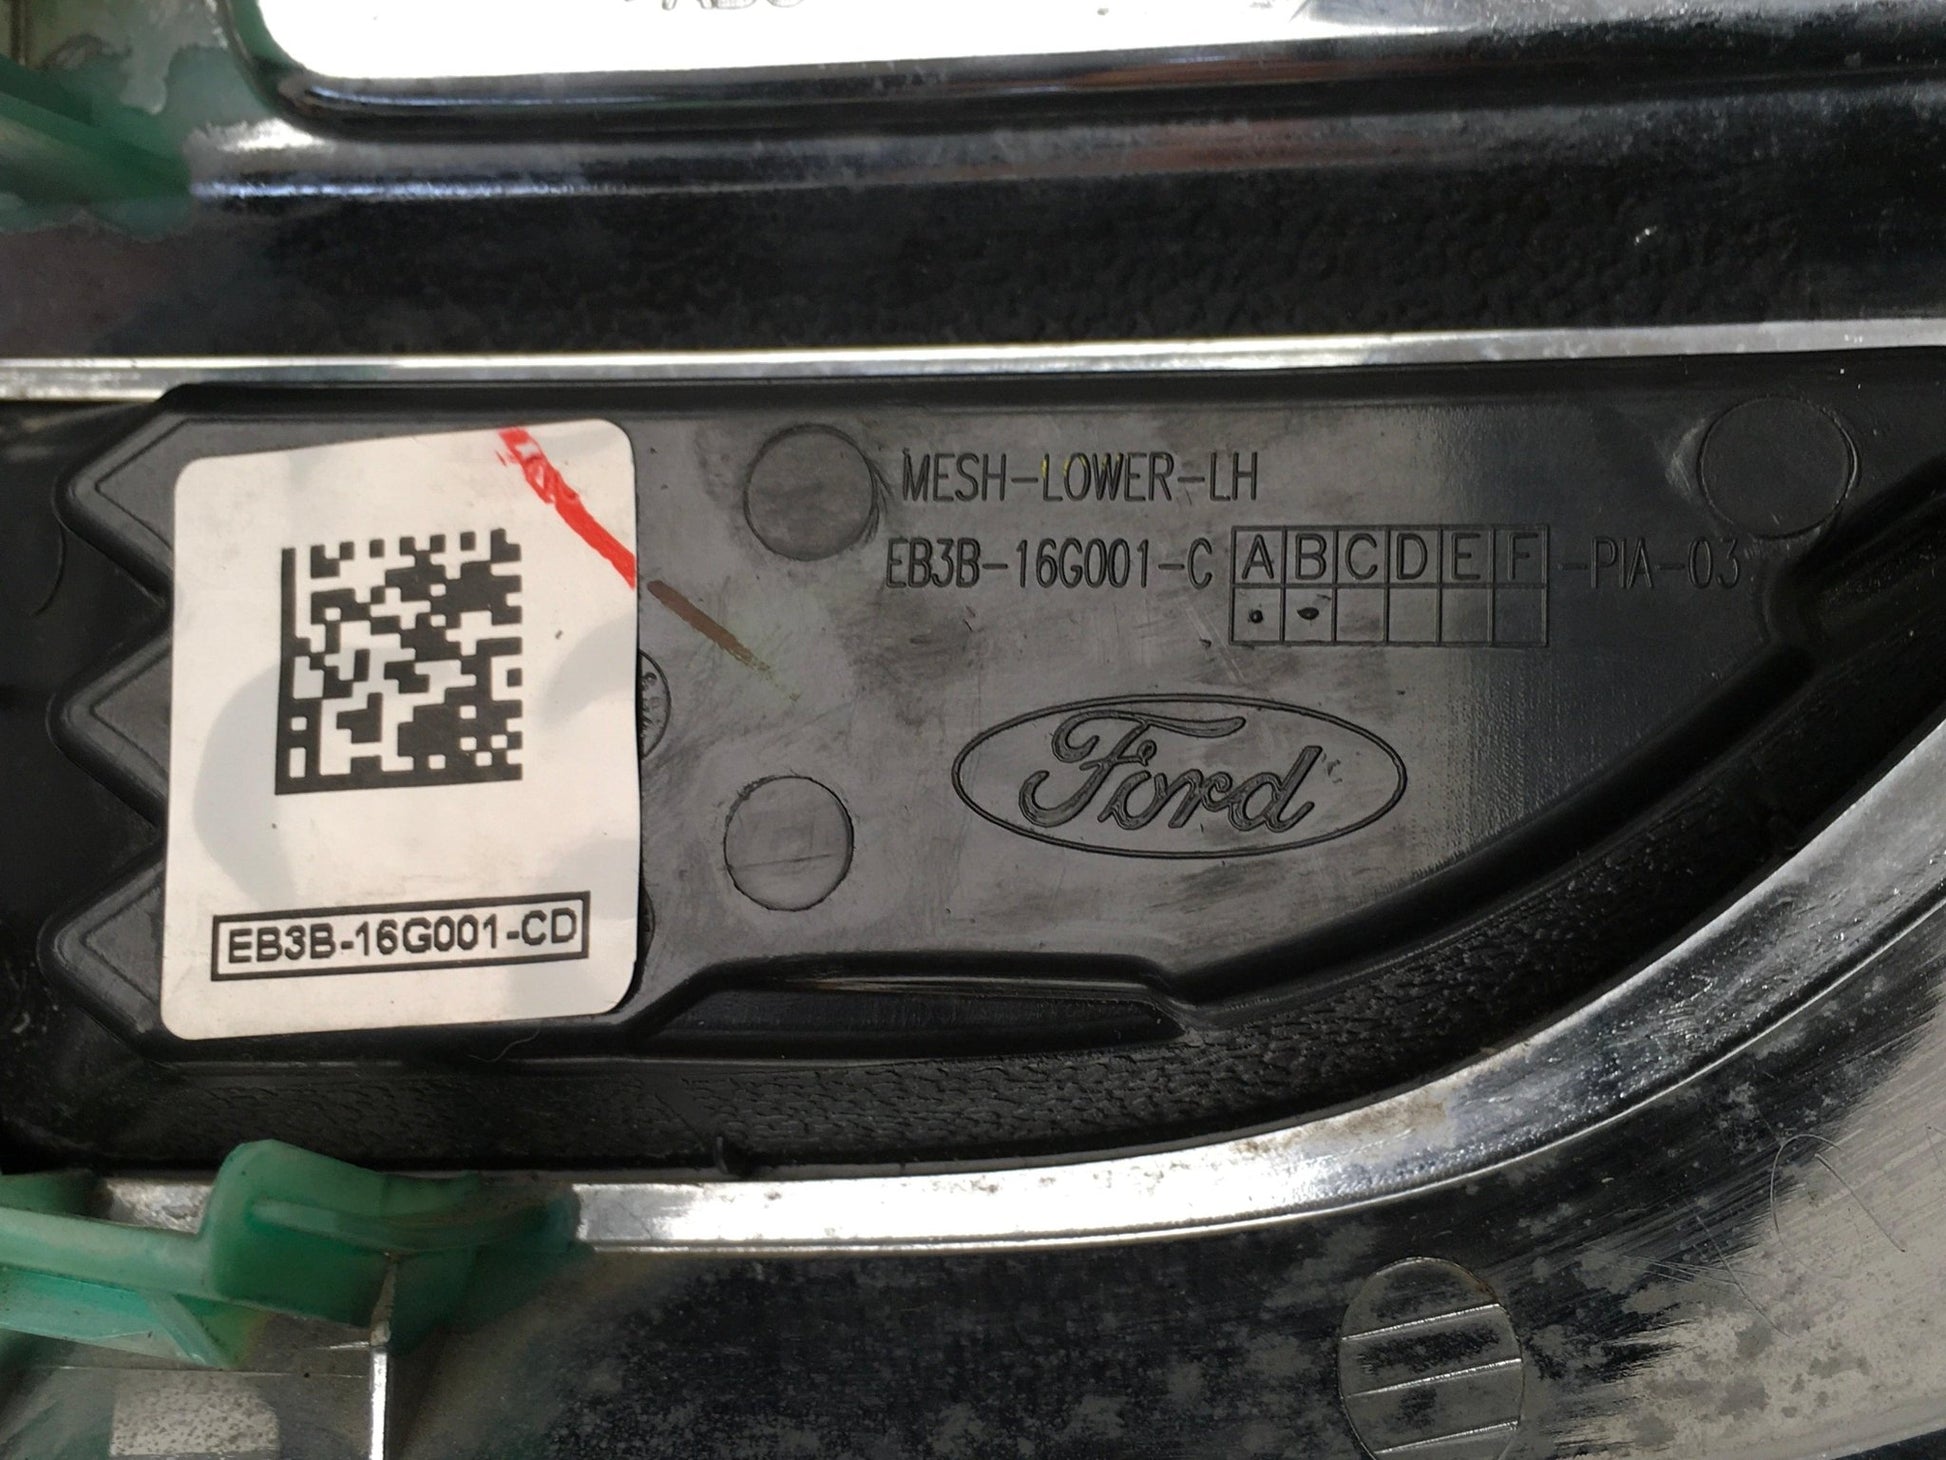 MESH-LOWER-LH
EB3B-16G001-C A B C D E F -PIA-03
Ford
EB3B-16G001-CD